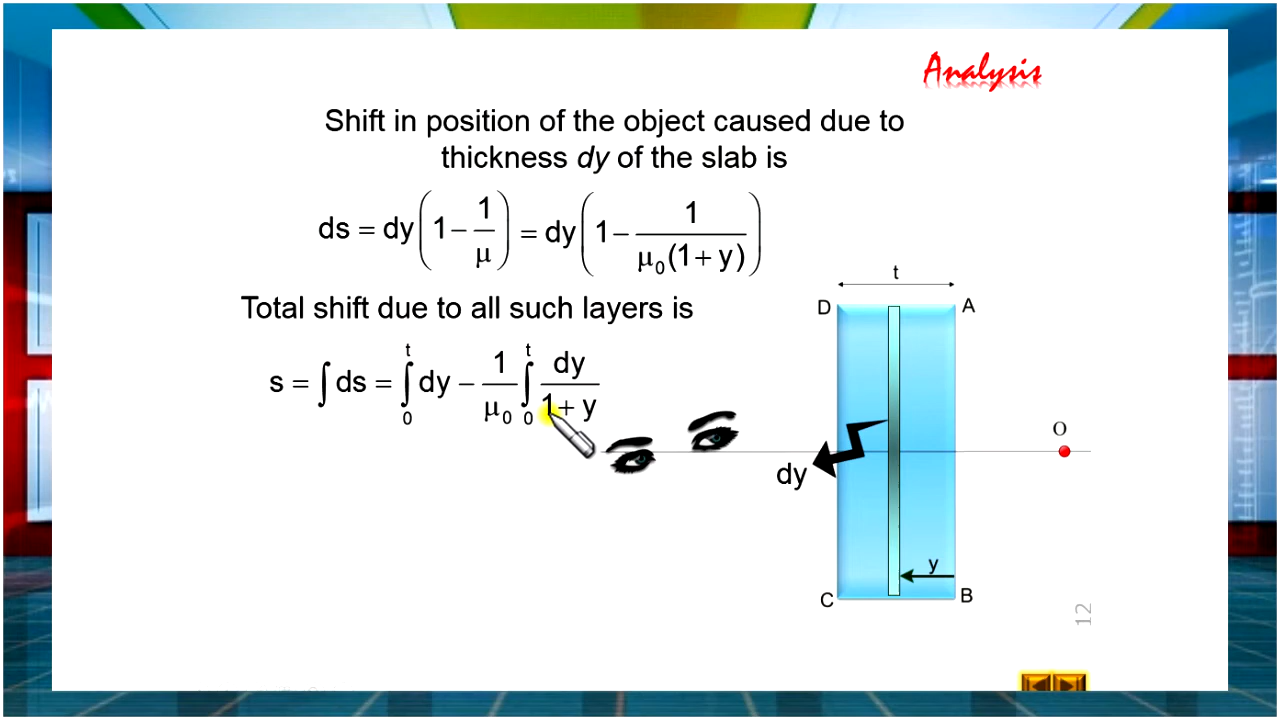 Analysis
Shift in position of the object caused due to
thickness dy of the slab is
ds = dy(1 − 1/μ) = dy(1 − 1/μ₀(1 + y))
Total shift due to all such layers is
s = ∫ ds = ∫₀ᵗ dy − 1/μ₀ ∫₀ᵗ dy/1 + y
t
D
A
O
dy
y
C
B
12